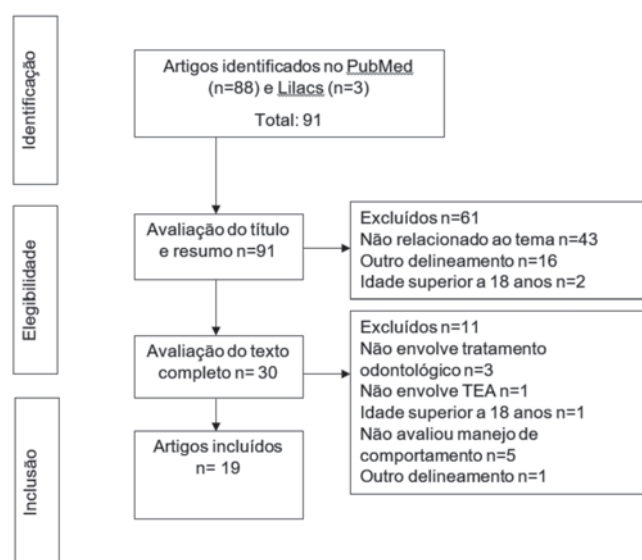 Identificação
Artigos identificados no PubMed
(n=88) e Lilacs (n=3)
Total: 91
Elegibilidade
Avaliação do título
e resumo n=91
Excluídos n=61
Não relacionado ao tema n=43
Outro delineamento n=16
Idade superior a 18 anos n=2
Avaliação do texto
completo n= 30
Excluídos n=11
Não envolve tratamento
odontológico n=3
Não envolve TEA n=1
Idade superior a 18 anos n=1
Não avaliou manejo de
comportamento n=5
Outro delineamento n=1
Inclusão
Artigos incluídos
n= 19